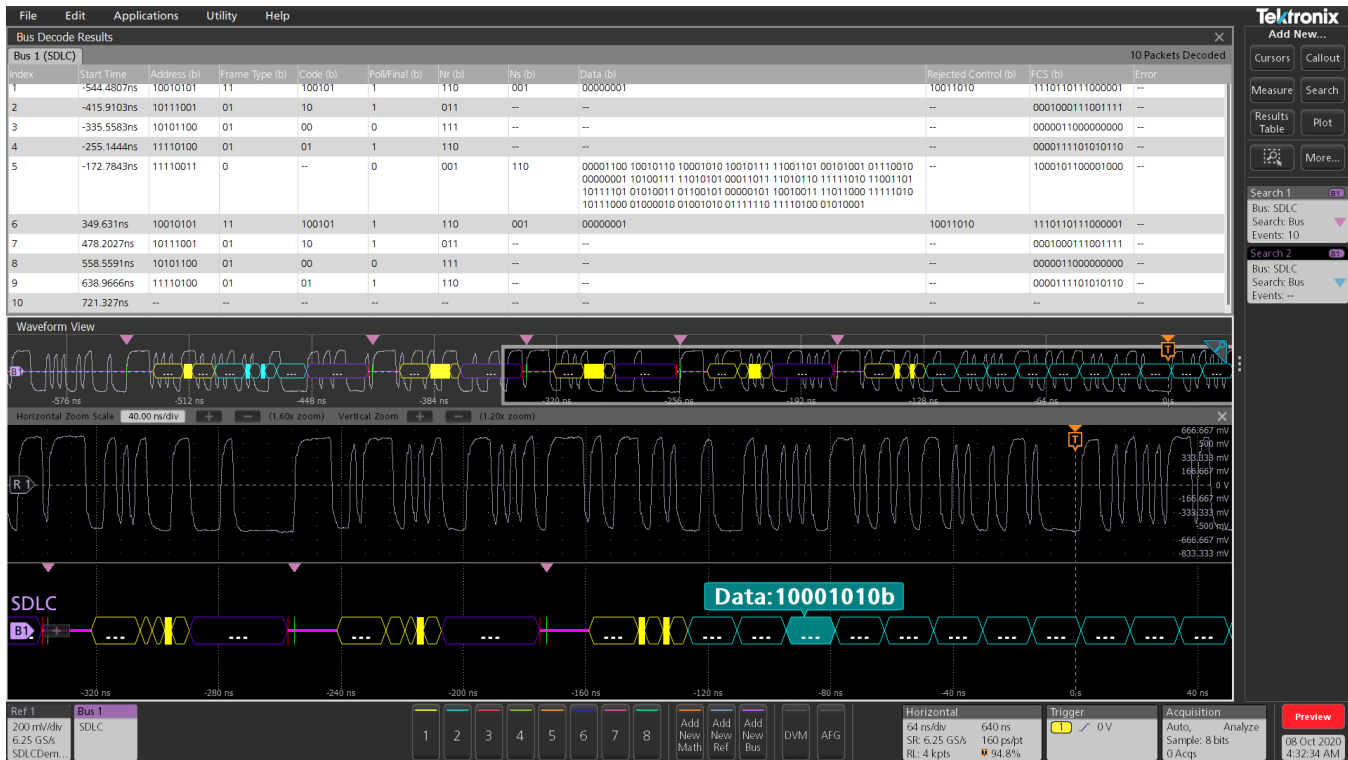 File Edit Applications Utility Help
Tektronix
Bus Decode Results
Add New...
Bus 1 (SDLC) 10 Packets Decoded
Index Start Time Address (b) Frame Type (b) Code (b) Poll/Final (b) Nr (b) Ns (b) Data (b) Rejected Control (b) FCS (b) Error
1 -544.4807ns 10010101 11 100101 1 110 001 00000001 10011010 1110110111000001 --
2 -415.9103ns 10111001 01 10 1 011 -- -- -- 0001000111001111 --
3 -335.5583ns 10101100 01 00 0 111 -- -- -- 0000011000000000 --
4 -255.1444ns 11110100 01 01 1 110 -- -- -- 0000111101010110 --
5 -172.7843ns 11110011 0 -- 0 001 110 00001100 10010110 10001010 10010111 11001101 00101001 01110010 -- 1000101100001000 --
00000001 10100111 11010101 00011011 11010110 11111010 11001101
10111101 01010011 01100101 00000101 10010011 11011000 11111010
10111000 01000010 01001010 01111110 11110100 01010001
6 349.631ns 10010101 11 100101 1 110 001 00000001 10011010 1110110111000001 --
7 478.2027ns 10111001 01 10 1 011 -- -- -- 0001000111001111 --
8 558.5591ns 10101100 01 00 0 111 -- -- -- 0000011000000000 --
9 638.9666ns 11110100 01 01 1 110 -- -- -- 0000111101010110 --
10 721.327ns -- -- -- -- -- -- -- -- -- --
Cursors Callout
Measure Search
Results Table Plot
More...
Search 1 B1
Bus: SDLC
Search: Bus
Events: 10
Search 2 B1
Bus: SDLC
Search: Bus
Events: --
Waveform View
T
B1
-576 ns -512 ns -448 ns -384 ns -320 ns -256 ns -192 ns -128 ns -64 ns 0 s
Horizontal Zoom Scale 40.00 ns/div + — (1.60x zoom) Vertical Zoom + — (1.20x zoom)
T
666.667 mV
500 mV
333.333 mV
166.667 mV
R 1 0 V
-166.667 mV
-333.333 mV
-500 mV
-666.667 mV
-833.333 mV
Data:10001010b
SDLC
B1 + ... ... ... ... ... ... ... ... ... ... ... ... ... ... ... ...
-320 ns -280 ns -240 ns -200 ns -160 ns -120 ns -80 ns -40 ns 0 s 40 ns
Ref 1
200 mV/div
6.25 GS/s
SDLCDem...
Bus 1
SDLC
1 2 3 4 5 6 7 8
Add New Math
Add New Ref
Add New Bus
DVM AFG
Horizontal
64 ns/div 640 ns
SR: 6.25 GS/s 160 ps/pt
RL: 4 kpts 94.8%
Trigger
1 0 V
Acquisition
Auto, Analyze
Sample: 8 bits
0 Acqs
Preview
08 Oct 2020
4:32:34 AM